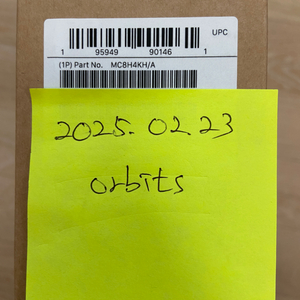 UPC
1 95949 90146 1
(1P) Part No. MC8H4KH/A
2025.02.23
orbits